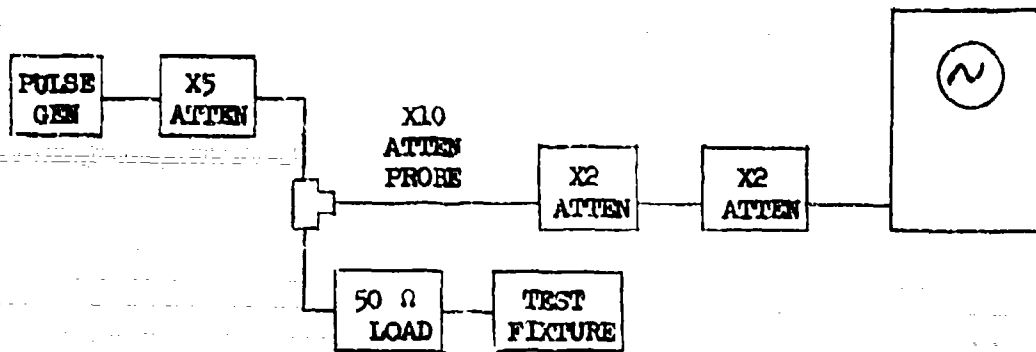 PULSE
GEN
X5
ATTEN
X10
ATTEN
PROBE
X2
ATTEN
X2
ATTEN
50 Ω
LOAD
TEST
FIXTURE